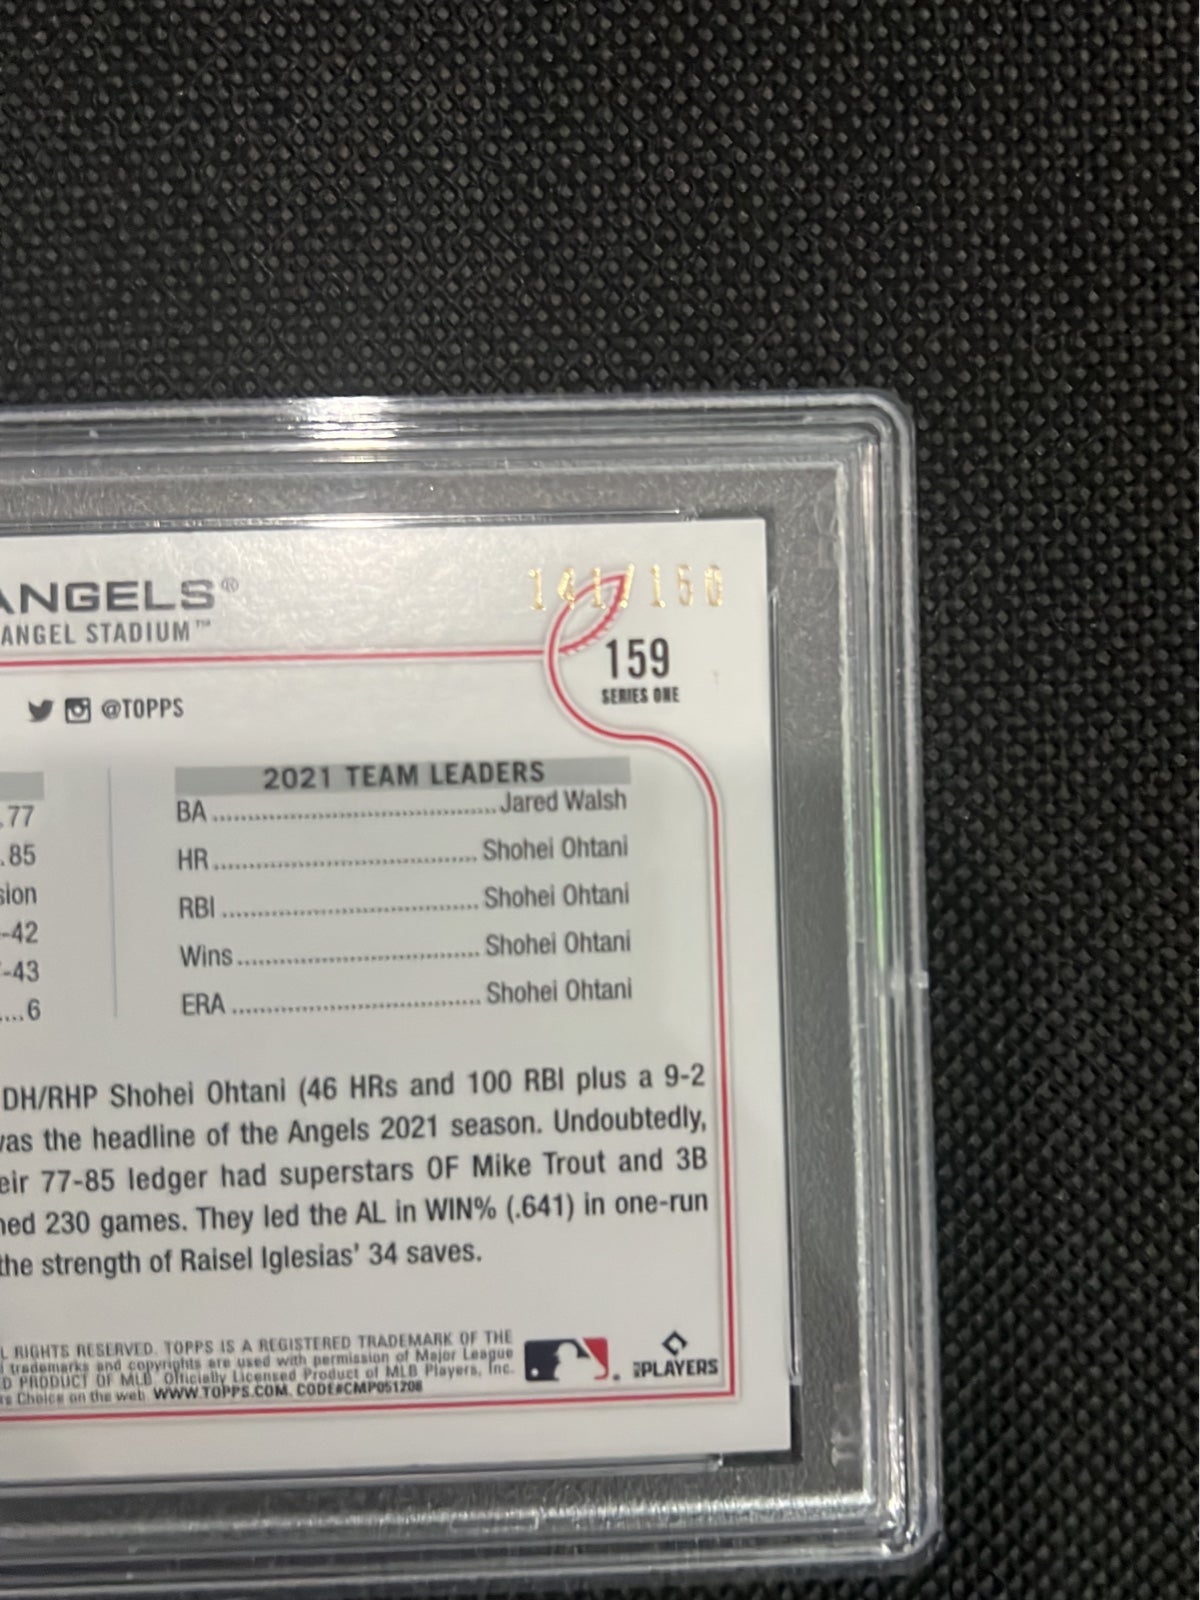 ANGELS®
ANGEL STADIUM™
141/150
159
SERIES ONE
@TOPPS
.77
.85
sion
-42
-43
....6
2021 TEAM LEADERS
BA Jared Walsh
HR Shohei Ohtani
RBI Shohei Ohtani
Wins Shohei Ohtani
ERA Shohei Ohtani
DH/RHP Shohei Ohtani (46 HRs and 100 RBI plus a 9-2
was the headline of the Angels 2021 season. Undoubtedly,
eir 77-85 ledger had superstars OF Mike Trout and 3B
ned 230 games. They led the AL in WIN% (.641) in one-run
the strength of Raisel Iglesias' 34 saves.
L RIGHTS RESERVED. TOPPS IS A REGISTERED TRADEMARK OF THE
trademarks and copyrights are used with permission of Major League
D PRODUCT OF MLB. Officially Licensed Product of MLB Players, Inc.
rs Choice on the web WWW.TOPPS.COM. CODE#CMP051208
PLAYERS